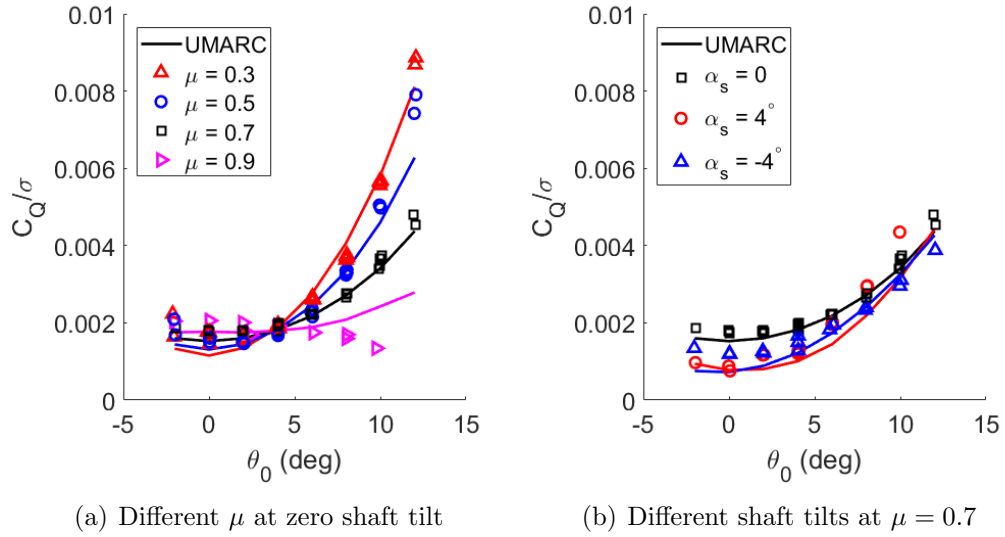 0.01
0.008
0.006
0.004
0.002
0
C_Q/σ
-5 0 5 10 15
θ_0 (deg)
UMARC
μ = 0.3
μ = 0.5
μ = 0.7
μ = 0.9
(a) Different μ at zero shaft tilt
0.01
0.008
0.006
0.004
0.002
0
C_Q/σ
-5 0 5 10 15
θ_0 (deg)
UMARC
α_s = 0
α_s = 4°
α_s = -4°
(b) Different shaft tilts at μ = 0.7